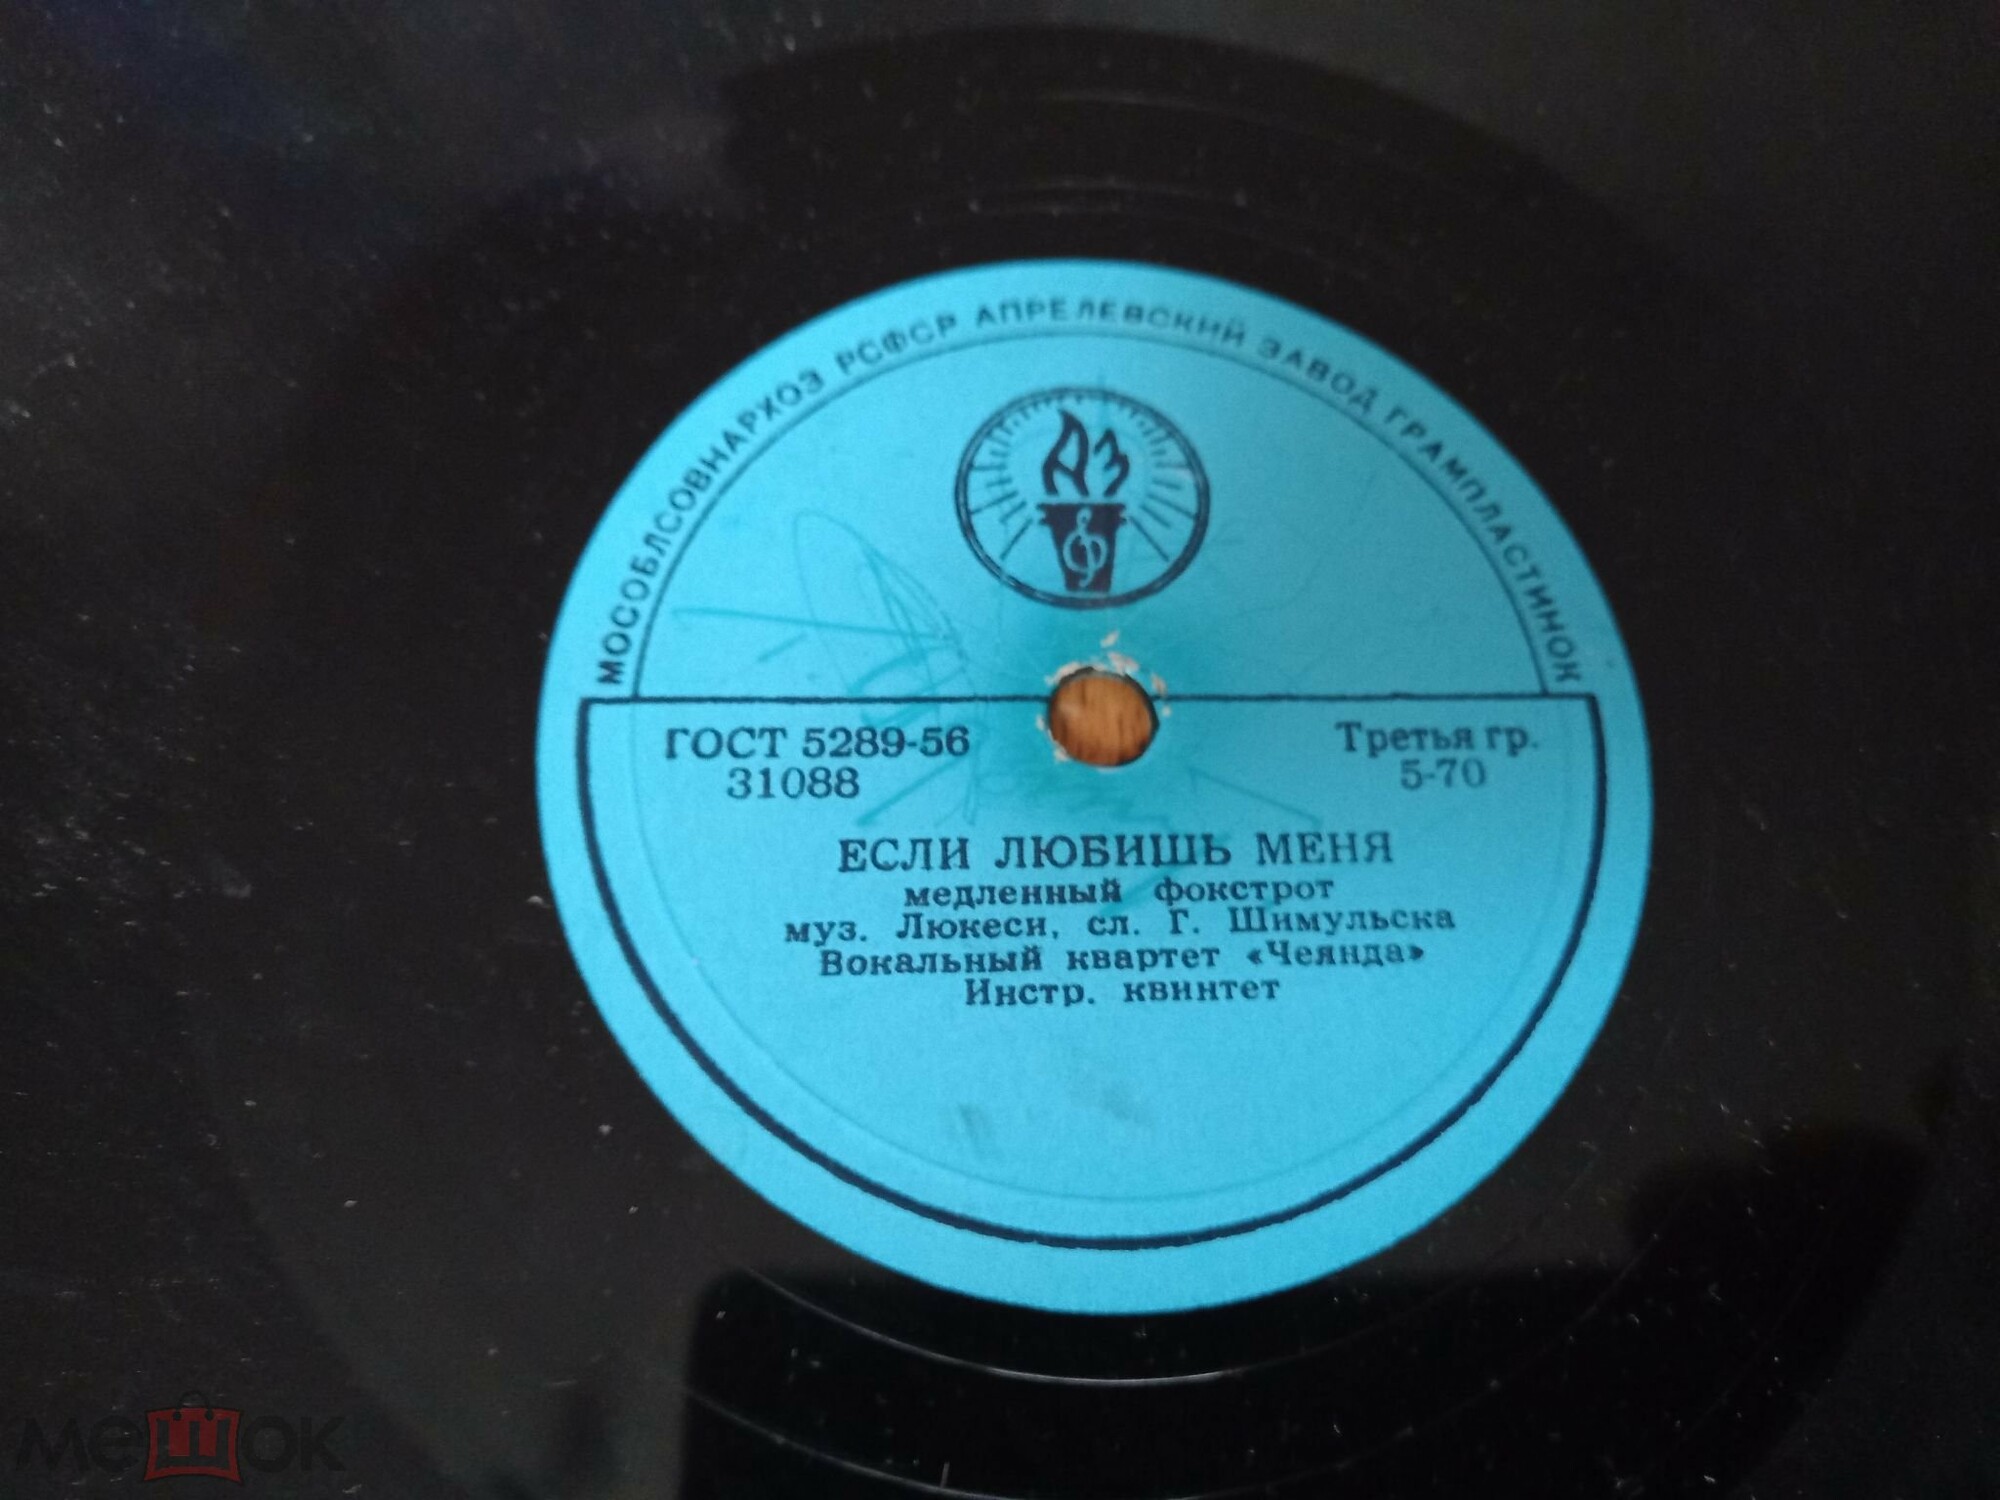 МОСОБЛСОВНАРХОЗ РСФСР АПРЕЛЕВСКИЙ ЗАВОД ГРАМПЛАСТИНОК
АЗ
ГОСТ 5289-56
31088
Третья гр.
5-70
ЕСЛИ ЛЮБИШЬ МЕНЯ
медленный фокстрот
муз. Люкеси, сл. Г. Шимульска
Вокальный квартет «Чеянда»
Инстр. квинтет
мешок